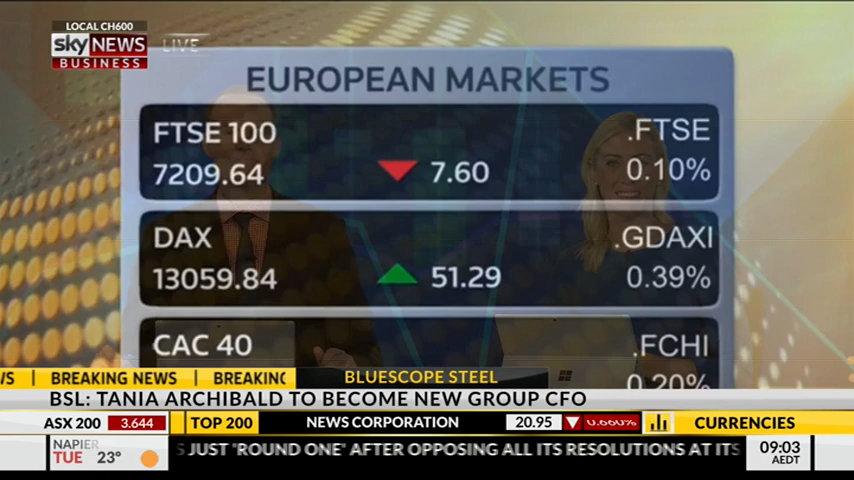 LOCAL CH600
sky NEWS
BUSINESS
LIVE
EUROPEAN MARKETS
FTSE 100 .FTSE
7209.64 7.60 0.10%
DAX .GDAXI
13059.84 51.29 0.39%
CAC 40 .FCHI
0.20%
BREAKING NEWS | BREAKING
BLUESCOPE STEEL
BSL: TANIA ARCHIBALD TO BECOME NEW GROUP CFO
ASX 200 3.644 TOP 200 NEWS CORPORATION 20.95 CURRENCIES
NAPIER
TUE 23°
JUST "ROUND ONE" AFTER OPPOSING ALL ITS RESOLUTIONS AT ITS
09:03
AEDT